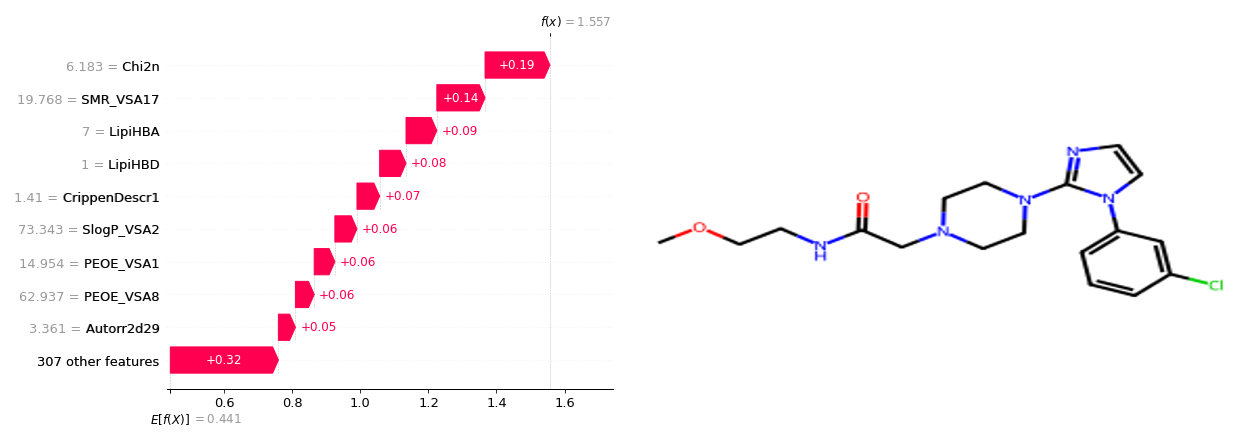 f(x) = 1.557
6.183 = Chi2n
+0.19
19.768 = SMR_VSA17
+0.14
7 = LipiHBA
+0.09
1 = LipiHBD
+0.08
1.41 = CrippenDescr1
+0.07
73.343 = SlogP_VSA2
+0.06
14.954 = PEOE_VSA1
+0.06
62.937 = PEOE_VSA8
+0.06
3.361 = Autorr2d29
+0.05
307 other features
+0.32
0.6 0.8 1.0 1.2 1.4 1.6
E[f(X)] = 0.441
N
O
N
N
O
N
N
H
Cl